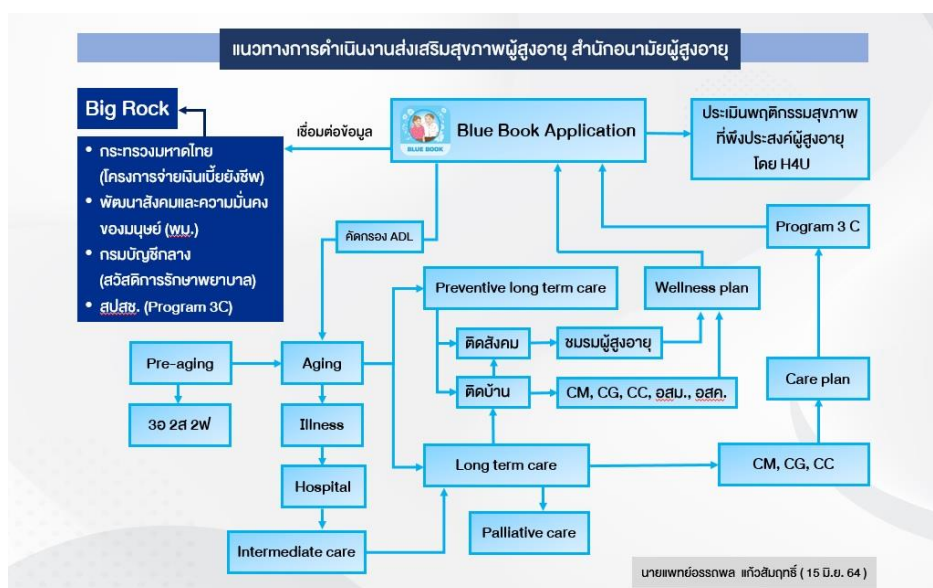 แนวทางการดำเนินงานส่งเสริมสุขภาพผู้สูงอายุ สำนักอนามัยผู้สูงอายุ
Big Rock
• กระทรวงมหาดไทย
(โครงการจ่ายเงินเบี้ยยังชีพ)
• พัฒนาสังคมและความมั่นคง
ของมนุษย์ (พม.)
• กรมบัญชีกลาง
(สวัสดิการรักษาพยาบาล)
• สปสช. (Program 3C)
เชื่อมต่อข้อมูล
BLUE BOOK
Blue Book Application
ประเมินพฤติกรรมสุขภาพ
ที่พึงประสงค์ผู้สูงอายุ
โดย H4U
คัดกรอง ADL
Program 3 C
Preventive long term care
Wellness plan
ติดสังคม
ชมรมผู้สูงอายุ
Pre-aging
Aging
ติดบ้าน
CM, CG, CC, อสม., อสค.
Care plan
3อ 2ส 2ฟ
Illness
Long term care
CM, CG, CC
Hospital
Palliative care
Intermediate care
นายแพทย์อรรถพล แก้วสัมฤทธิ์ ( 15 มิ.ย. 64 )